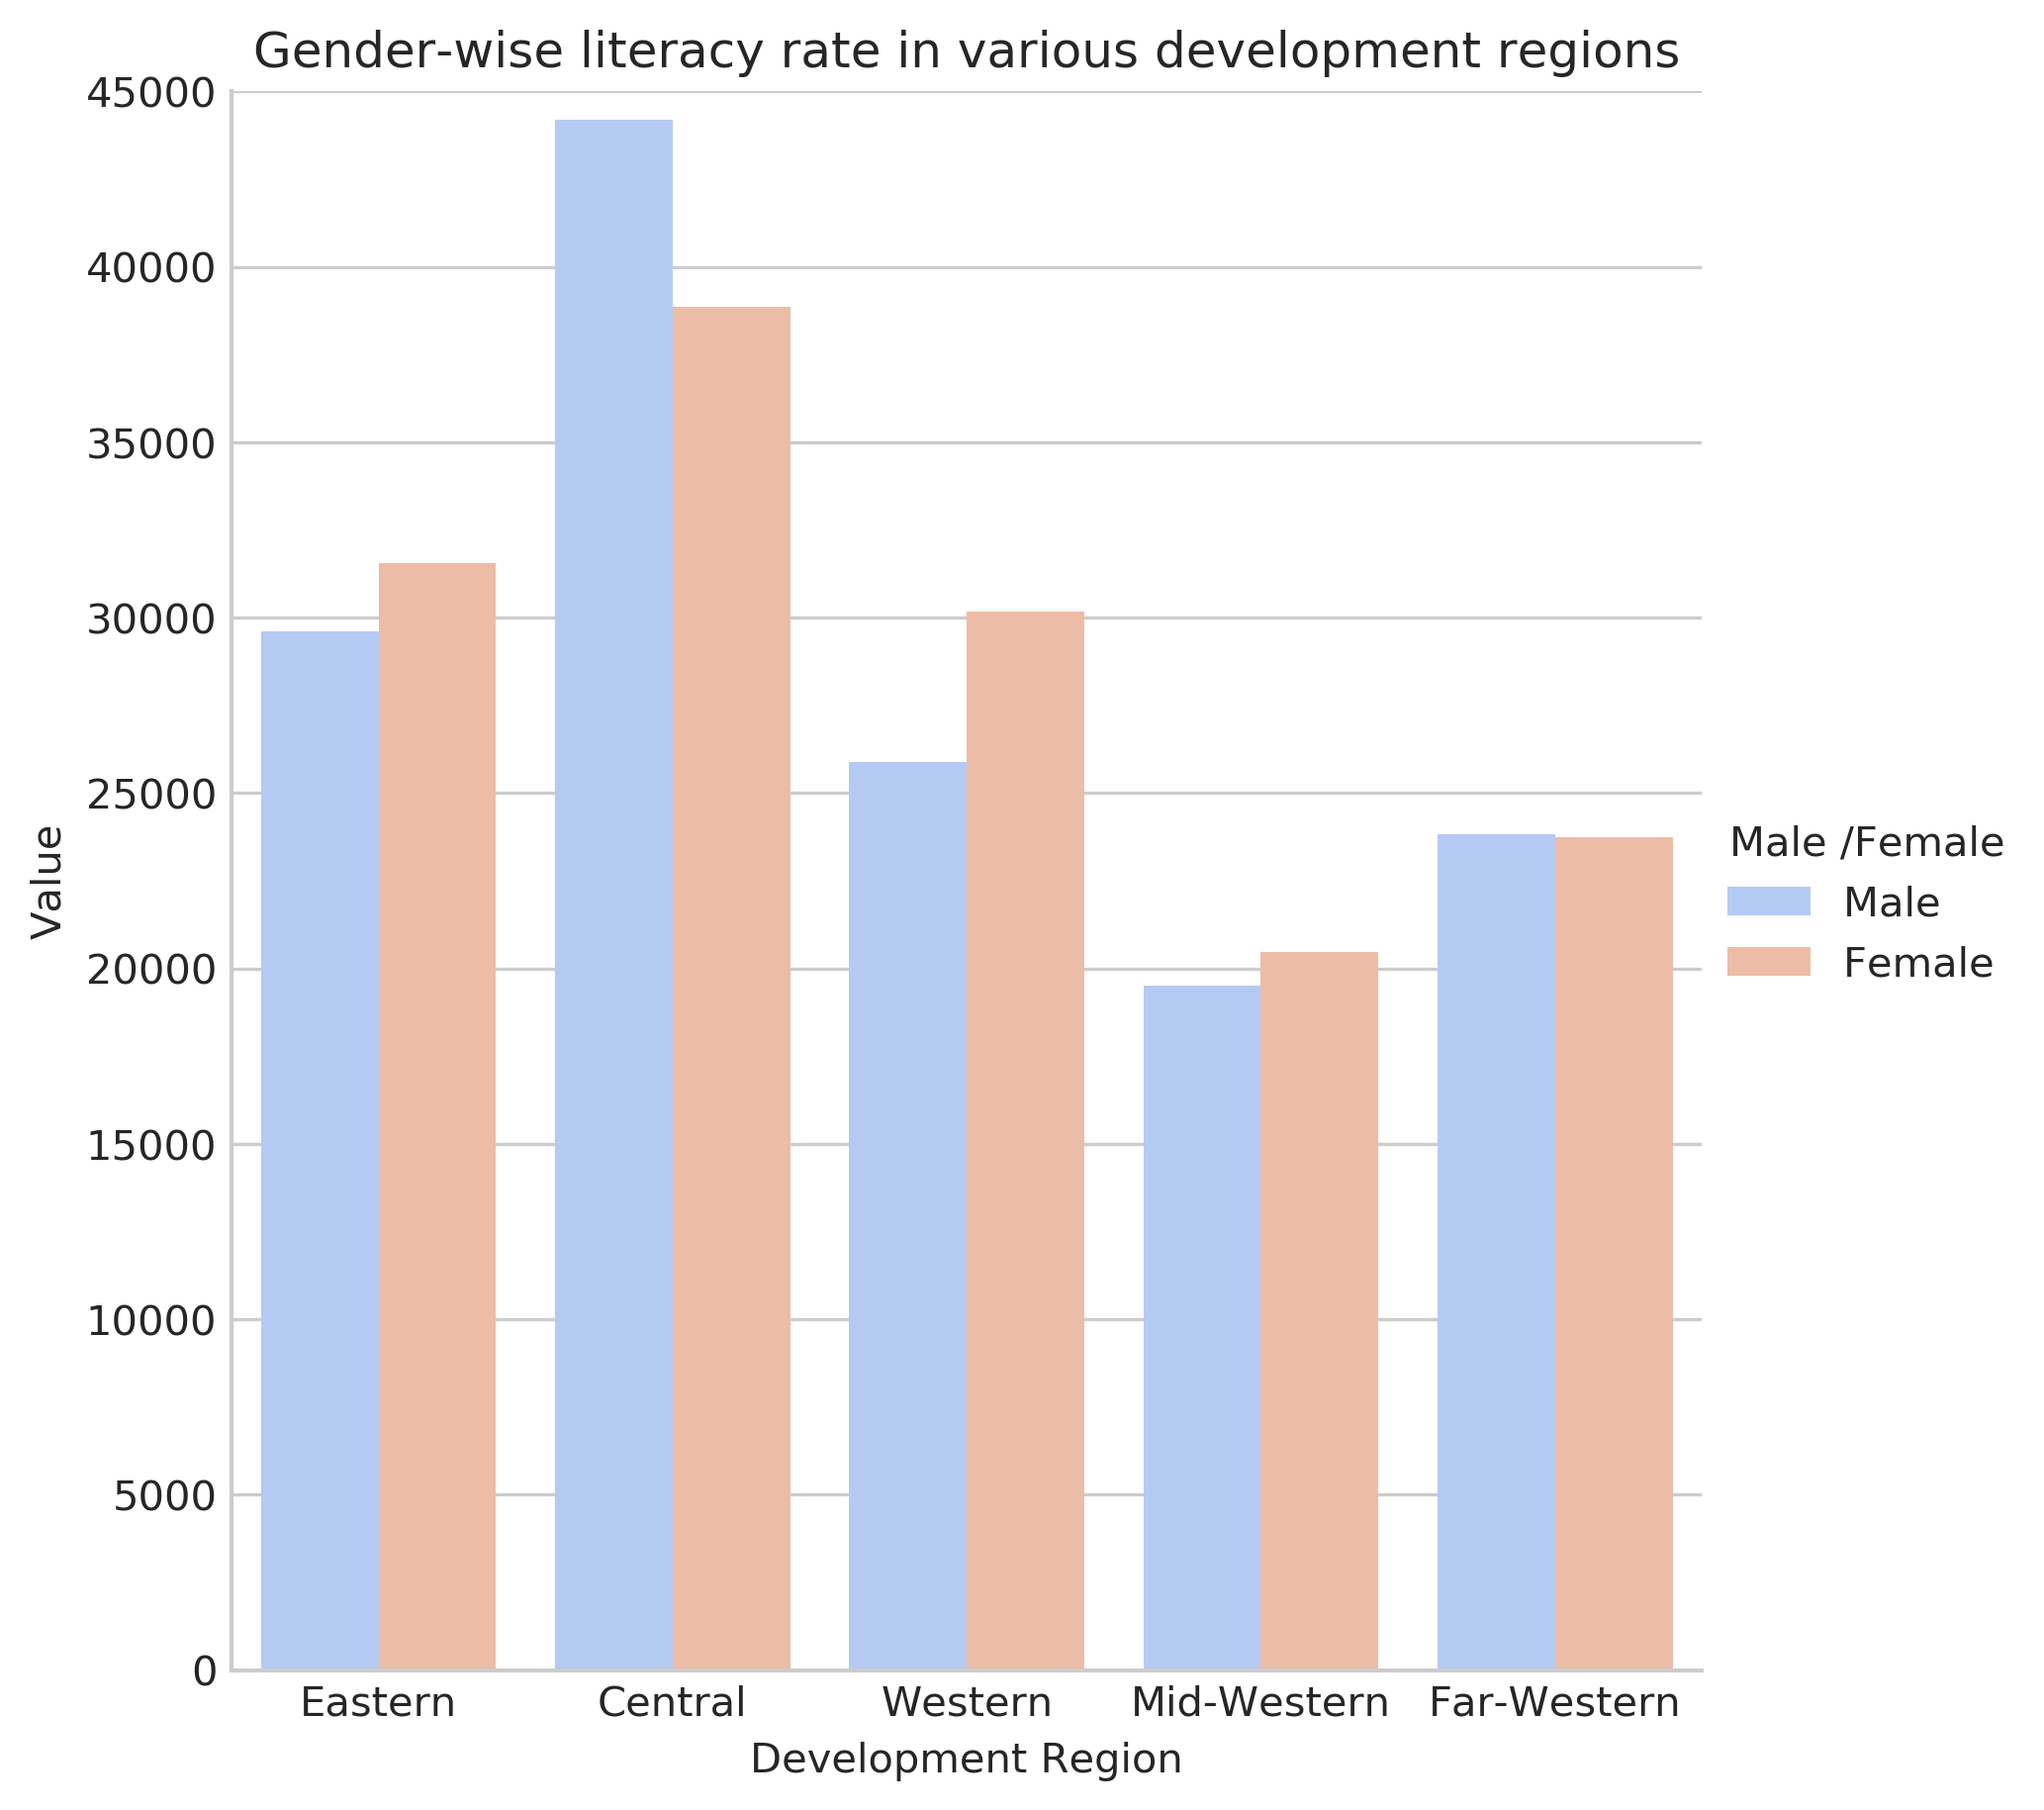 Gender-wise literacy rate in various development regions
45000
40000
35000
30000
25000
20000
15000
10000
5000
0
Value
Eastern Central Western Mid-Western Far-Western
Development Region
Male /Female
Male
Female